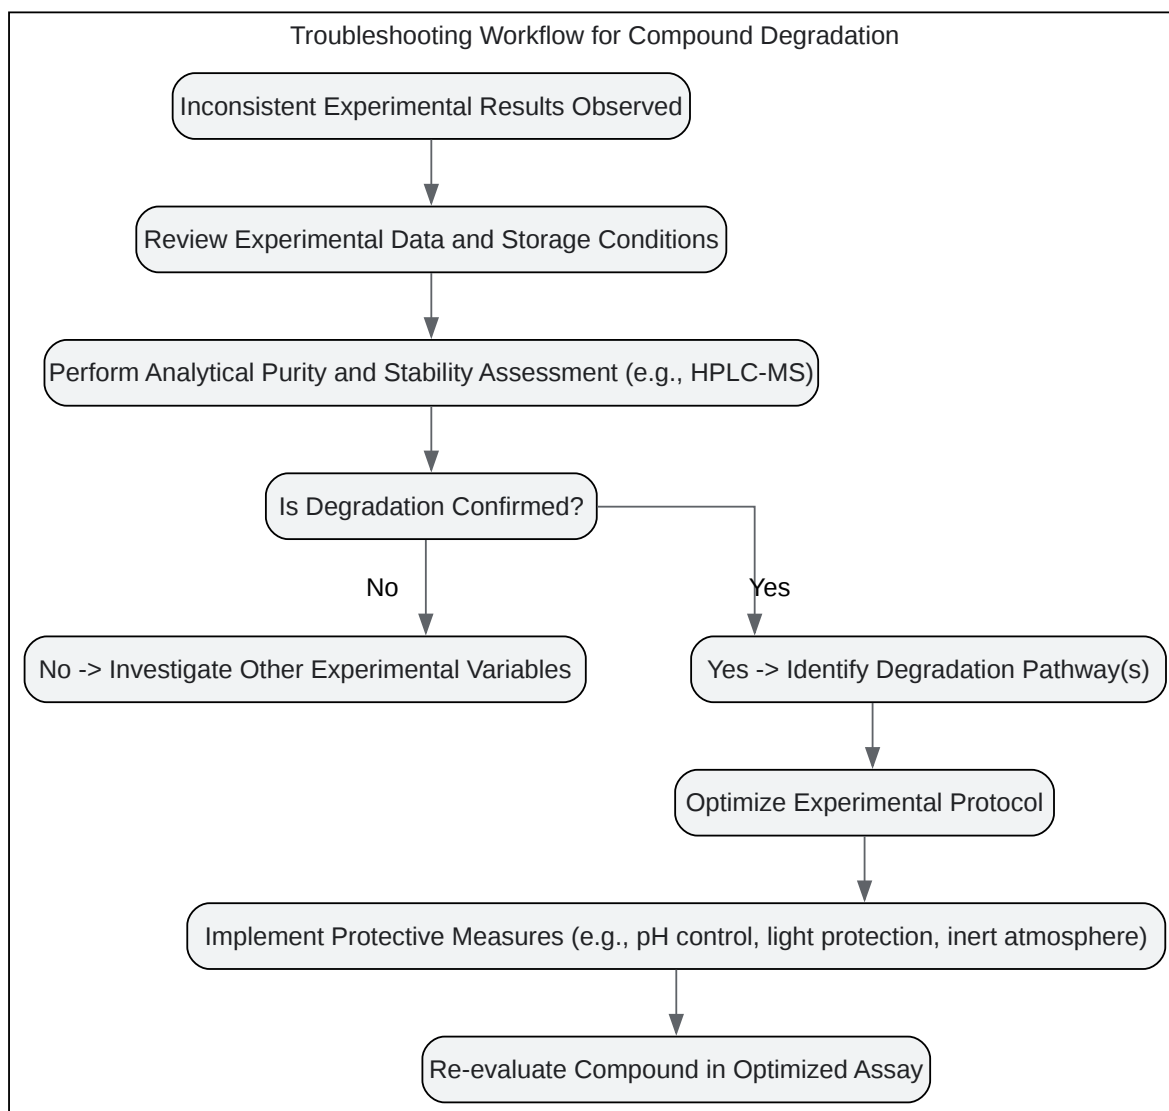 Troubleshooting Workflow for Compound Degradation
Inconsistent Experimental Results Observed
Review Experimental Data and Storage Conditions
Perform Analytical Purity and Stability Assessment (e.g., HPLC-MS)
Is Degradation Confirmed?
No
Yes
No -> Investigate Other Experimental Variables
Yes -> Identify Degradation Pathway(s)
Optimize Experimental Protocol
Implement Protective Measures (e.g., pH control, light protection, inert atmosphere)
Re-evaluate Compound in Optimized Assay